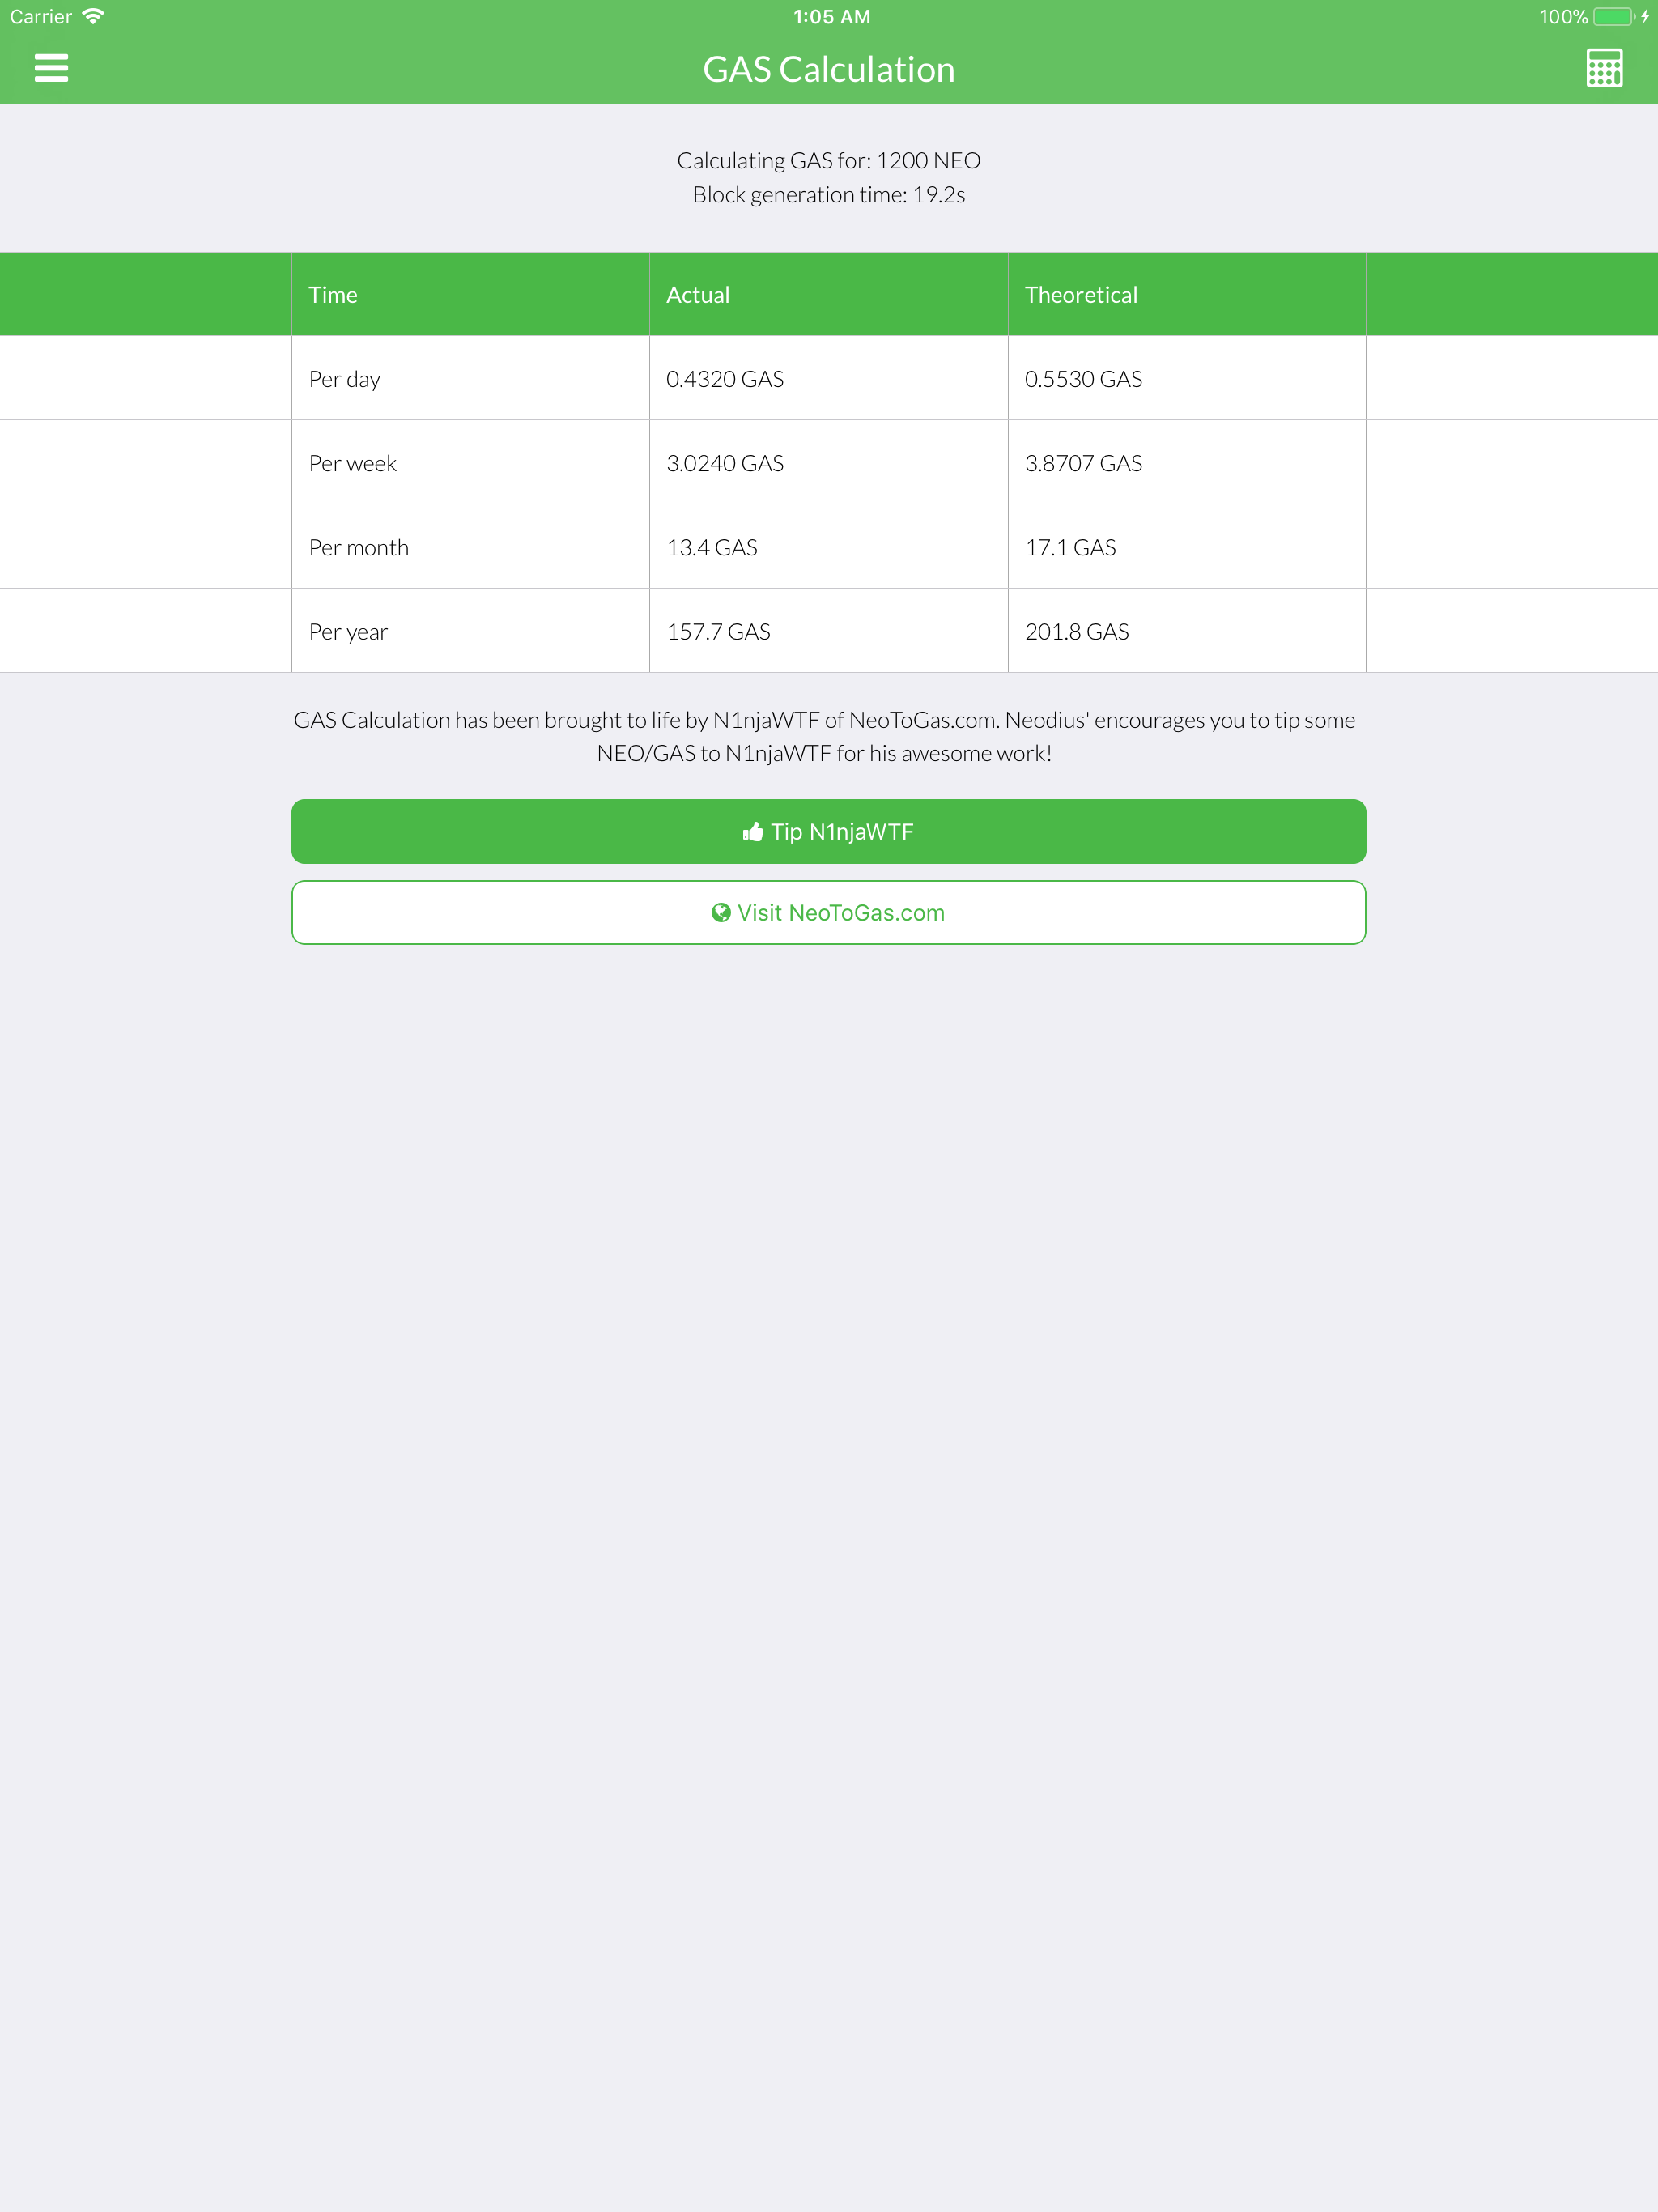 Carrier 1:05 AM 100%
GAS Calculation
Calculating GAS for: 1200 NEO
Block generation time: 19.2s
Time Actual Theoretical
Per day 0.4320 GAS 0.5530 GAS
Per week 3.0240 GAS 3.8707 GAS
Per month 13.4 GAS 17.1 GAS
Per year 157.7 GAS 201.8 GAS
GAS Calculation has been brought to life by N1njaWTF of NeoToGas.com. Neodius' encourages you to tip some
NEO/GAS to N1njaWTF for his awesome work!
Tip N1njaWTF
Visit NeoToGas.com